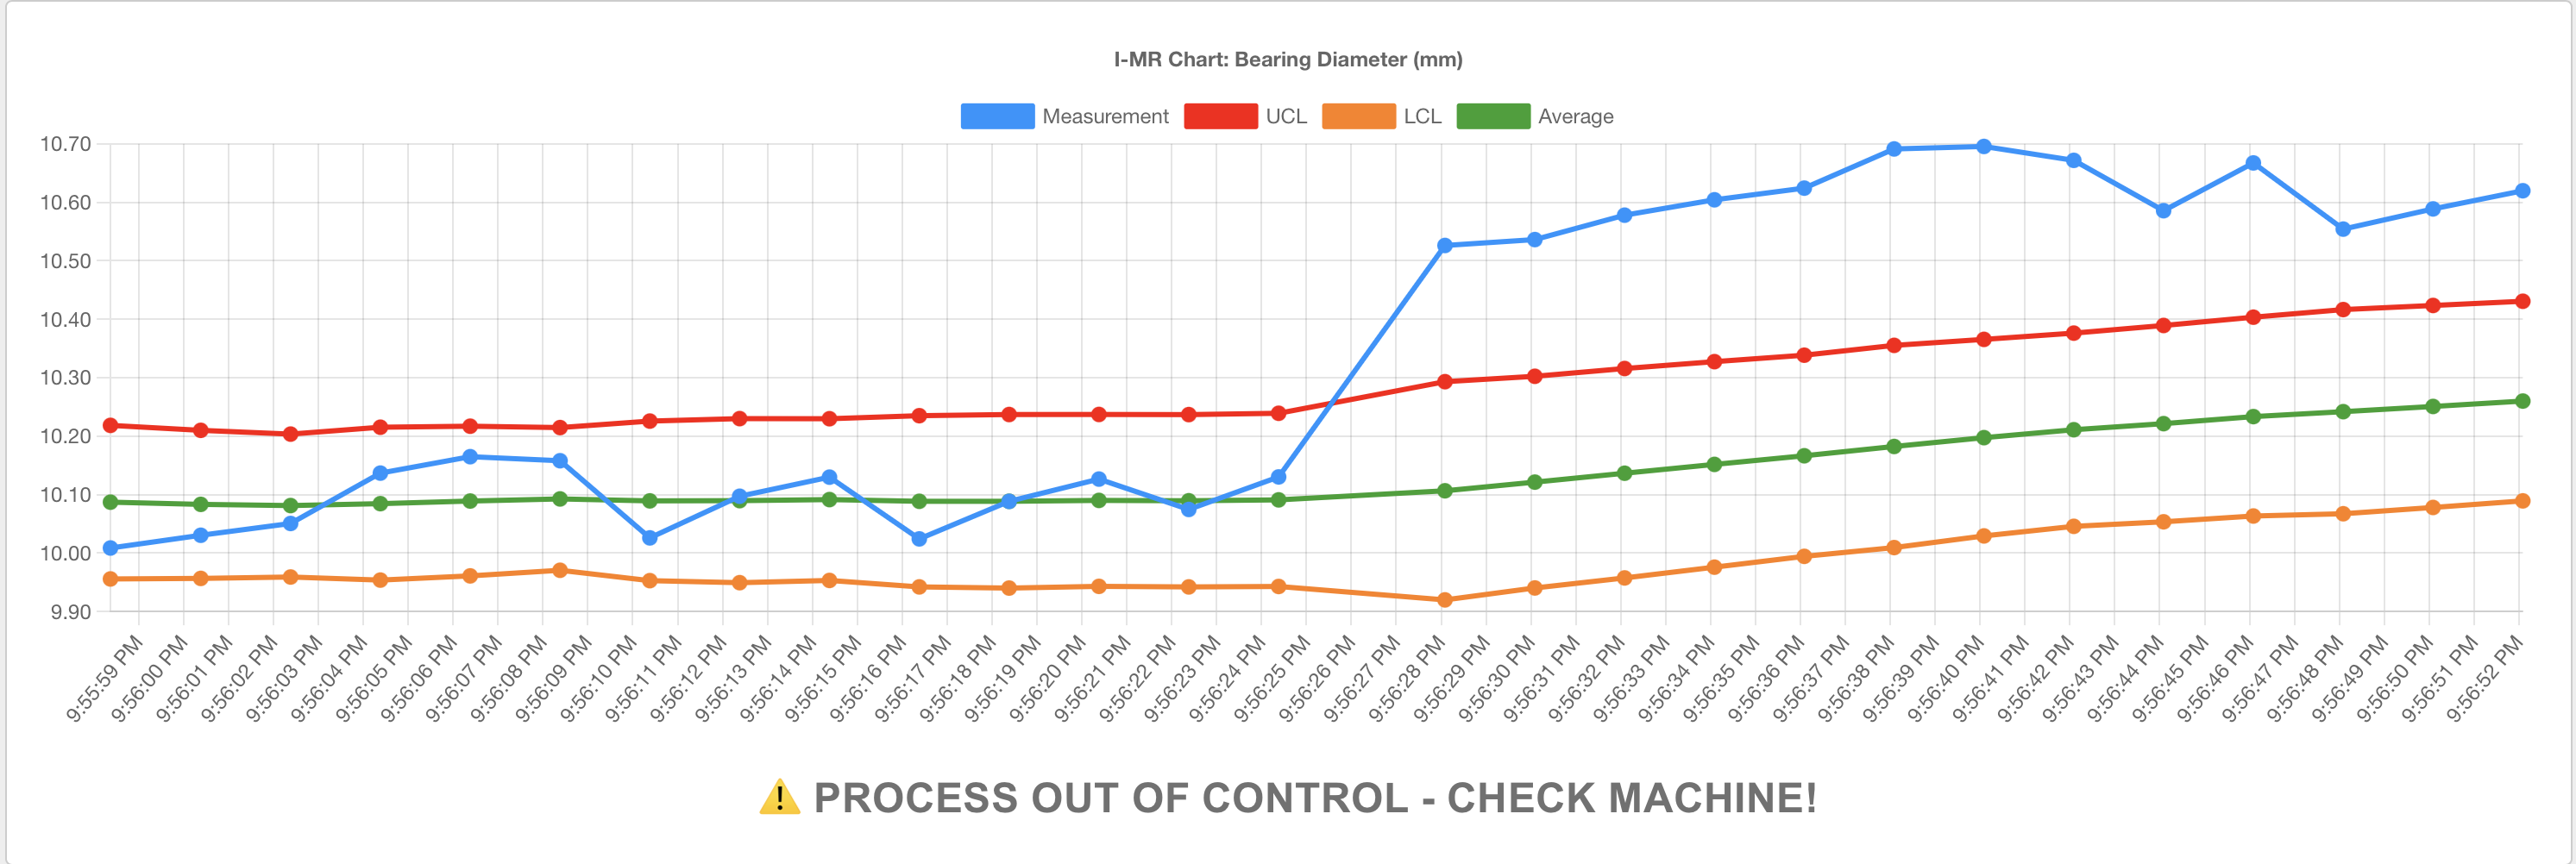 I-MR Chart: Bearing Diameter (mm)
Measurement UCL LCL Average
10.70
10.60
10.50
10.40
10.30
10.20
10.10
10.00
9.90
9:55:59 PM
9:56:00 PM
9:56:01 PM
9:56:02 PM
9:56:03 PM
9:56:04 PM
9:56:05 PM
9:56:06 PM
9:56:07 PM
9:56:08 PM
9:56:09 PM
9:56:10 PM
9:56:11 PM
9:56:12 PM
9:56:13 PM
9:56:14 PM
9:56:15 PM
9:56:16 PM
9:56:17 PM
9:56:18 PM
9:56:19 PM
9:56:20 PM
9:56:21 PM
9:56:22 PM
9:56:23 PM
9:56:24 PM
9:56:25 PM
9:56:26 PM
9:56:27 PM
9:56:28 PM
9:56:29 PM
9:56:30 PM
9:56:31 PM
9:56:32 PM
9:56:33 PM
9:56:34 PM
9:56:35 PM
9:56:36 PM
9:56:37 PM
9:56:38 PM
9:56:39 PM
9:56:40 PM
9:56:41 PM
9:56:42 PM
9:56:43 PM
9:56:44 PM
9:56:45 PM
9:56:46 PM
9:56:47 PM
9:56:48 PM
9:56:49 PM
9:56:50 PM
9:56:51 PM
9:56:52 PM
⚠️ PROCESS OUT OF CONTROL - CHECK MACHINE!